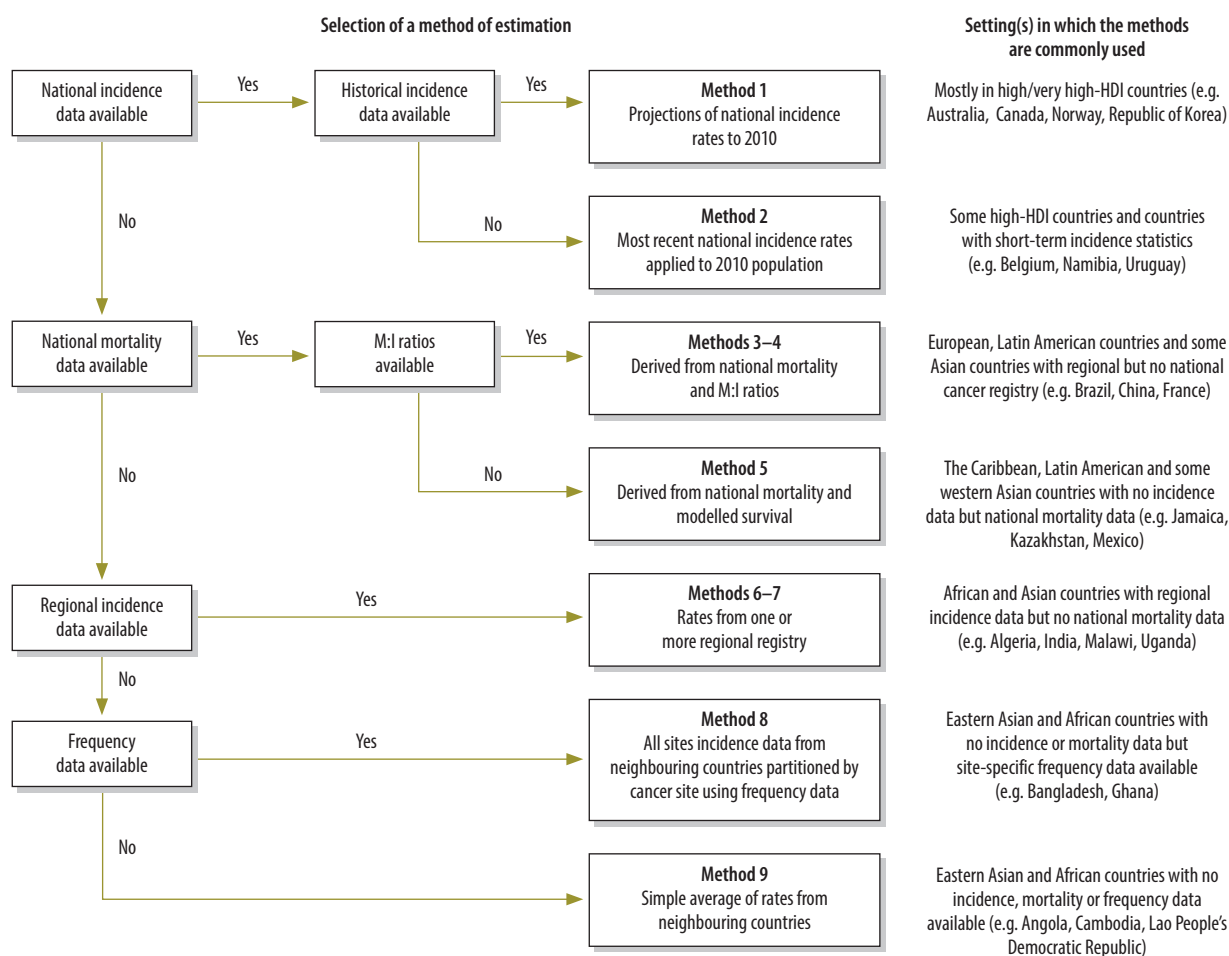 Selection of a method of estimation
Setting(s) in which the methods
are commonly used
National incidence
data available
Yes
Historical incidence
data available
Yes
Method 1
Projections of national incidence
rates to 2010
Mostly in high/very high-HDI countries (e.g.
Australia, Canada, Norway, Republic of Korea)
No
No
Method 2
Most recent national incidence rates
applied to 2010 population
Some high-HDI countries and countries
with short-term incidence statistics
(e.g. Belgium, Namibia, Uruguay)
National mortality
data available
Yes
M:I ratios
available
Yes
Methods 3–4
Derived from national mortality
and M:I ratios
European, Latin American countries and some
Asian countries with regional but no national
cancer registry (e.g. Brazil, China, France)
No
No
Method 5
Derived from national mortality and
modelled survival
The Caribbean, Latin American and some
western Asian countries with no incidence
data but national mortality data (e.g. Jamaica,
Kazakhstan, Mexico)
Regional incidence
data available
Yes
Methods 6–7
Rates from one or
more regional registry
African and Asian countries with regional
incidence data but no national mortality data
(e.g. Algeria, India, Malawi, Uganda)
No
Frequency
data available
Yes
Method 8
All sites incidence data from
neighbouring countries partitioned by
cancer site using frequency data
Eastern Asian and African countries with
no incidence or mortality data but
site-specific frequency data available
(e.g. Bangladesh, Ghana)
No
Method 9
Simple average of rates from
neighbouring countries
Eastern Asian and African countries with no
incidence, mortality or frequency data
available (e.g. Angola, Cambodia, Lao People's
Democratic Republic)